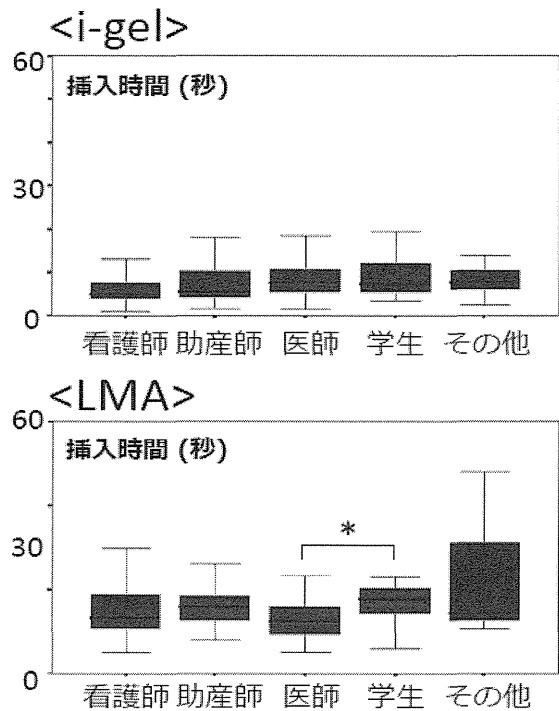 <i-gel>
60
挿入時間 (秒)
30
0
看護師 助産師 医師 学生 その他
<LMA>
60
挿入時間 (秒)
*
30
0
看護師 助産師 医師 学生 その他